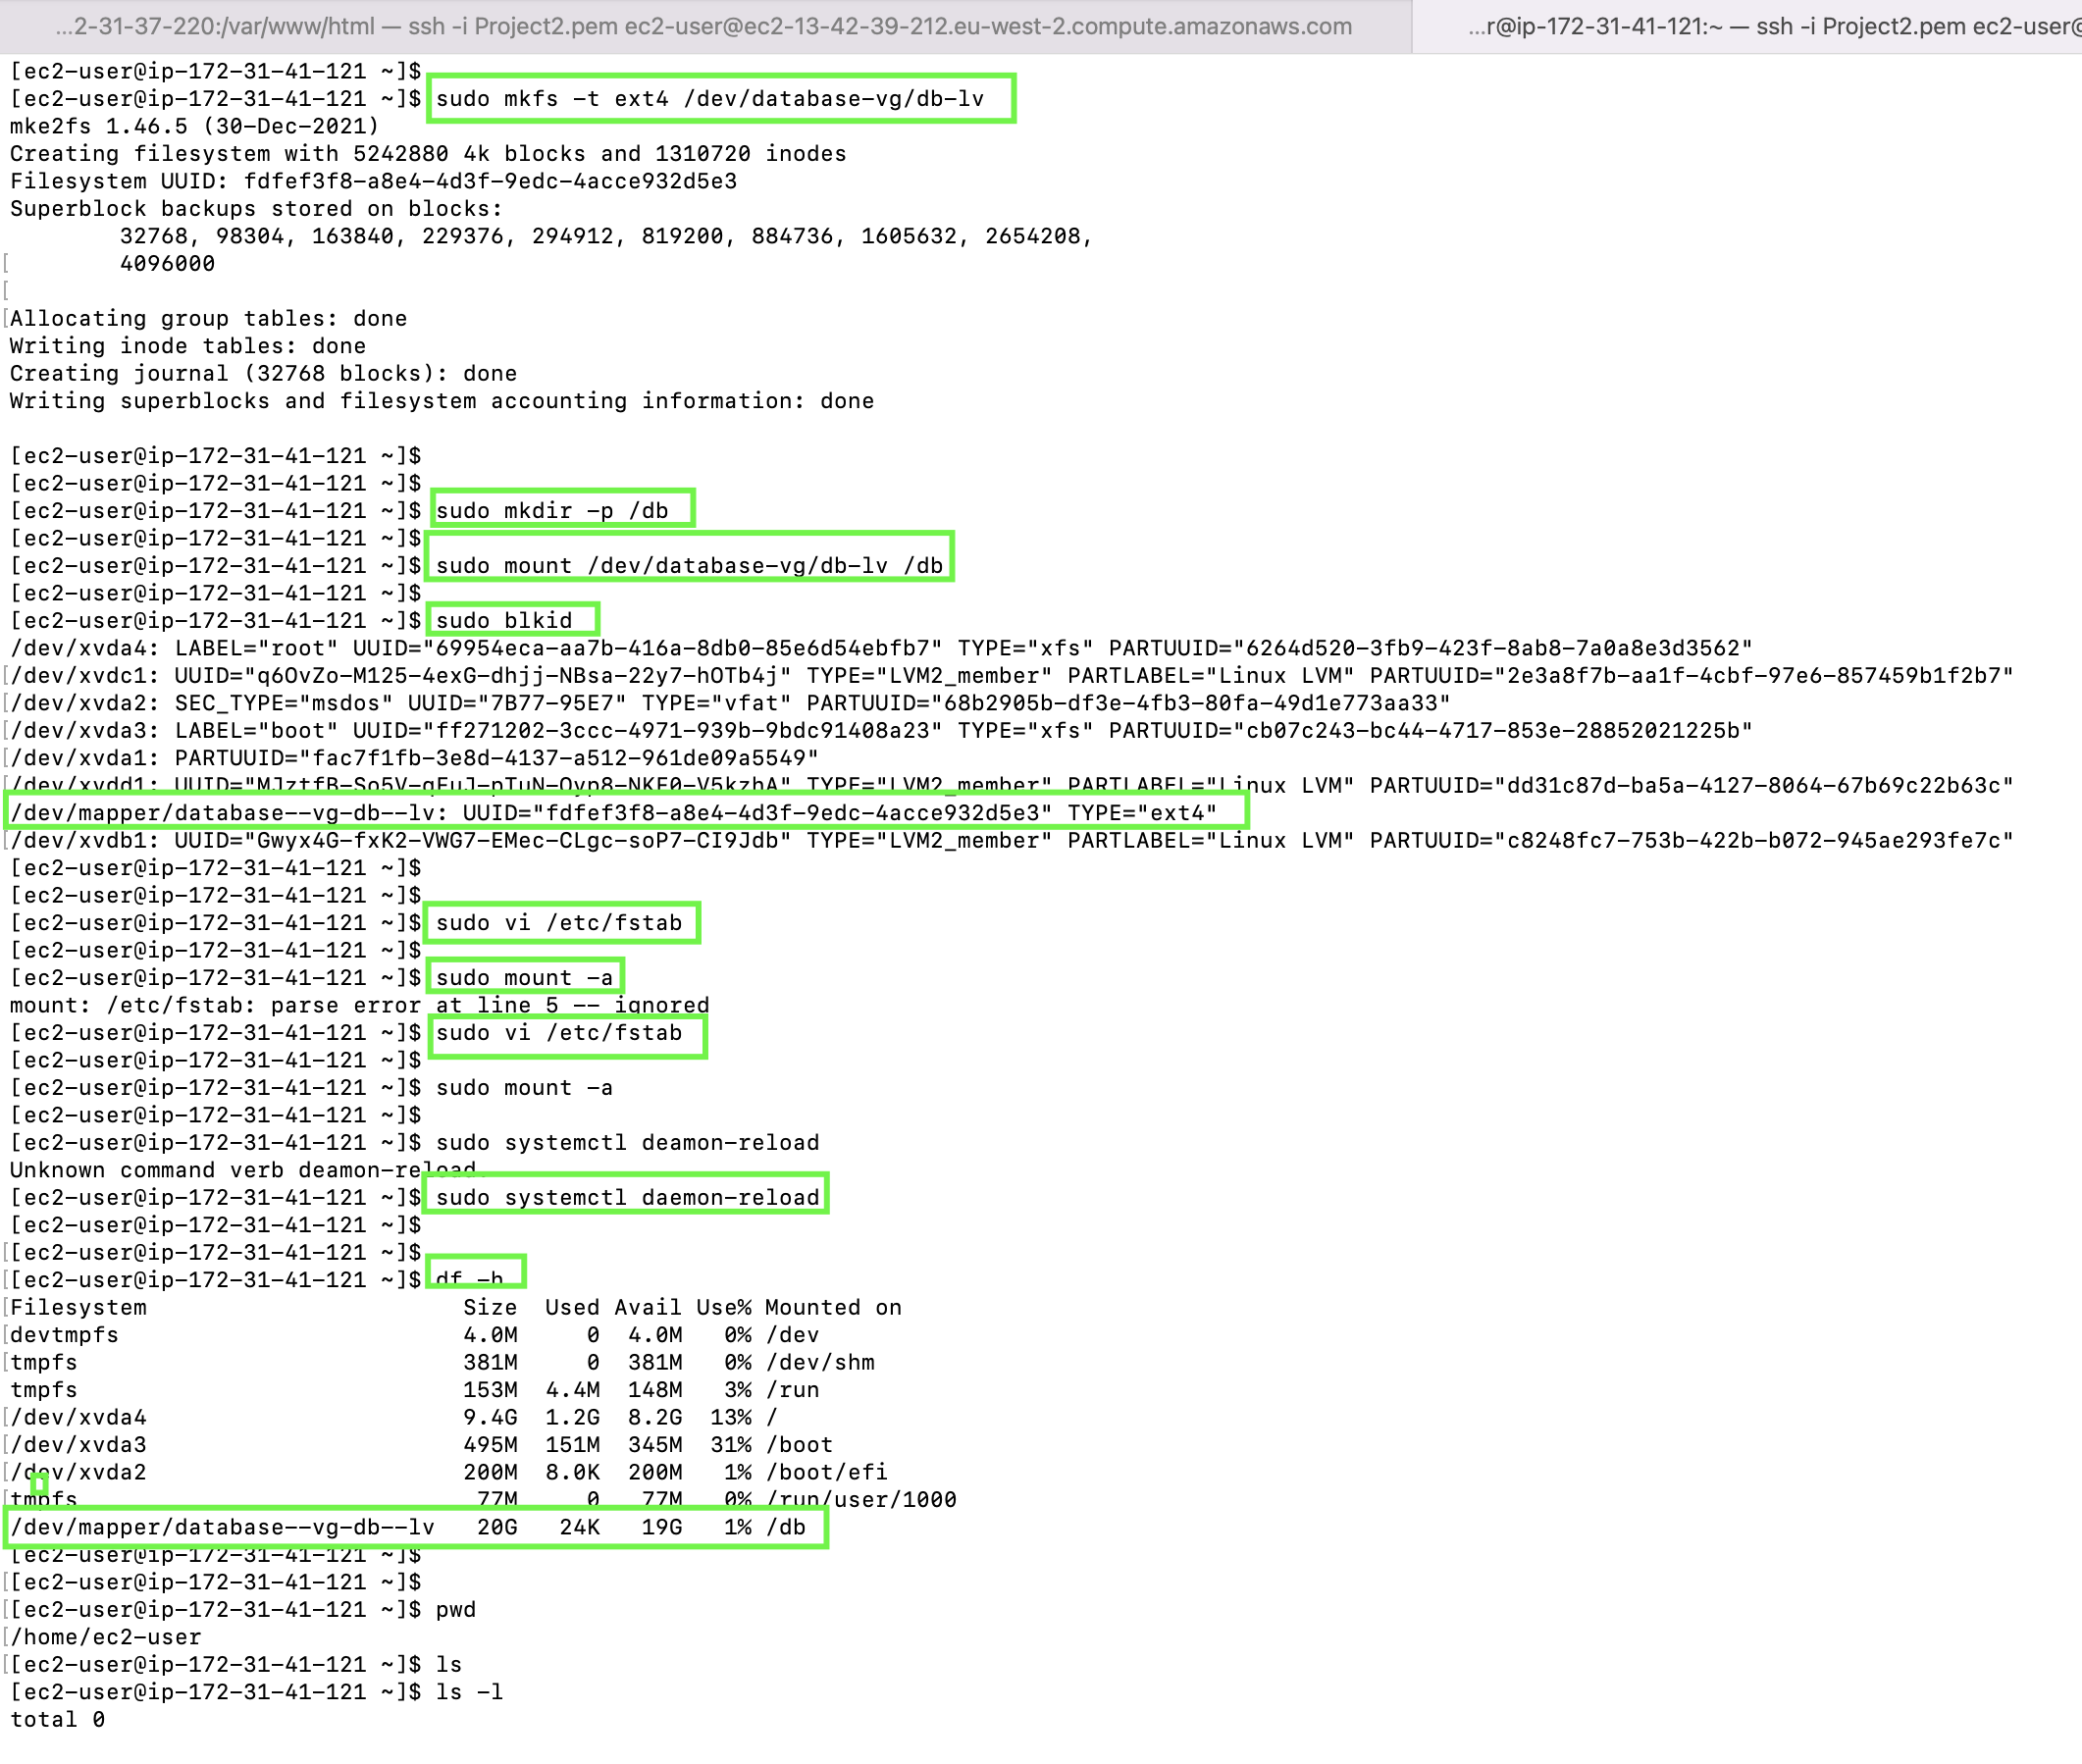 ...2-31-37-220:/var/www/html — ssh -i Project2.pem ec2-user@ec2-13-42-39-212.eu-west-2.compute.amazonaws.com
...r@ip-172-31-41-121:~ — ssh -i Project2.pem ec2-user@
[ec2-user@ip-172-31-41-121 ~]$
[ec2-user@ip-172-31-41-121 ~]$ sudo mkfs -t ext4 /dev/database-vg/db-lv
mke2fs 1.46.5 (30-Dec-2021)
Creating filesystem with 5242880 4k blocks and 1310720 inodes
Filesystem UUID: fdfef3f8-a8e4-4d3f-9edc-4acce932d5e3
Superblock backups stored on blocks:
32768, 98304, 163840, 229376, 294912, 819200, 884736, 1605632, 2654208,
[ 4096000
[
[Allocating group tables: done
Writing inode tables: done
Creating journal (32768 blocks): done
Writing superblocks and filesystem accounting information: done
[ec2-user@ip-172-31-41-121 ~]$
[ec2-user@ip-172-31-41-121 ~]$
[ec2-user@ip-172-31-41-121 ~]$ sudo mkdir -p /db
[ec2-user@ip-172-31-41-121 ~]$
[ec2-user@ip-172-31-41-121 ~]$ sudo mount /dev/database-vg/db-lv /db
[ec2-user@ip-172-31-41-121 ~]$
[ec2-user@ip-172-31-41-121 ~]$ sudo blkid
/dev/xvda4: LABEL="root" UUID="69954eca-aa7b-416a-8db0-85e6d54ebfb7" TYPE="xfs" PARTUUID="6264d520-3fb9-423f-8ab8-7a0a8e3d3562"
[/dev/xvdc1: UUID="q6OvZo-M125-4exG-dhjj-NBsa-22y7-hOTb4j" TYPE="LVM2_member" PARTLABEL="Linux LVM" PARTUUID="2e3a8f7b-aa1f-4cbf-97e6-857459b1f2b7"
[/dev/xvda2: SEC_TYPE="msdos" UUID="7B77-95E7" TYPE="vfat" PARTUUID="68b2905b-df3e-4fb3-80fa-49d1e773aa33"
[/dev/xvda3: LABEL="boot" UUID="ff271202-3ccc-4971-939b-9bdc91408a23" TYPE="xfs" PARTUUID="cb07c243-bc44-4717-853e-28852021225b"
[/dev/xvda1: PARTUUID="fac7f1fb-3e8d-4137-a512-961de09a5549"
[/dev/xvdd1: TYPE="LVM2_member" PARTLABEL="Linux LVM" PARTUUID="dd31c87d-ba5a-4127-8064-67b69c22b63c"
/dev/mapper/database--vg-db--lv: UUID="fdfef3f8-a8e4-4d3f-9edc-4acce932d5e3" TYPE="ext4"
[/dev/xvdb1: UUID="Gwyx4G-fxK2-VWG7-EMec-CLgc-soP7-CI9Jdb" TYPE="LVM2_member" PARTLABEL="Linux LVM" PARTUUID="c8248fc7-753b-422b-b072-945ae293fe7c"
[ec2-user@ip-172-31-41-121 ~]$
[ec2-user@ip-172-31-41-121 ~]$
[ec2-user@ip-172-31-41-121 ~]$ sudo vi /etc/fstab
[ec2-user@ip-172-31-41-121 ~]$
[ec2-user@ip-172-31-41-121 ~]$ sudo mount -a
mount: /etc/fstab: parse error at line 5 -- ignored
[ec2-user@ip-172-31-41-121 ~]$ sudo vi /etc/fstab
[ec2-user@ip-172-31-41-121 ~]$
[ec2-user@ip-172-31-41-121 ~]$ sudo mount -a
[ec2-user@ip-172-31-41-121 ~]$
[ec2-user@ip-172-31-41-121 ~]$ sudo systemctl deamon-reload
Unknown command verb deamon-reload.
[ec2-user@ip-172-31-41-121 ~]$ sudo systemctl daemon-reload
[ec2-user@ip-172-31-41-121 ~]$
[[ec2-user@ip-172-31-41-121 ~]$
[[ec2-user@ip-172-31-41-121 ~]$ df -h
[Filesystem Size Used Avail Use% Mounted on
[devtmpfs 4.0M 0 4.0M 0% /dev
[tmpfs 381M 0 381M 0% /dev/shm
tmpfs 153M 4.4M 148M 3% /run
[/dev/xvda4 9.4G 1.2G 8.2G 13% /
[/dev/xvda3 495M 151M 345M 31% /boot
[/dev/xvda2 200M 8.0K 200M 1% /boot/efi
[tmpfs 77M 0 77M 0% /run/user/1000
/dev/mapper/database--vg-db--lv 20G 24K 19G 1% /db
[ec2-user@ip-172-31-41-121 ~]$
[[ec2-user@ip-172-31-41-121 ~]$
[[ec2-user@ip-172-31-41-121 ~]$ pwd
[/home/ec2-user
[[ec2-user@ip-172-31-41-121 ~]$ ls
[ec2-user@ip-172-31-41-121 ~]$ ls -l
total 0